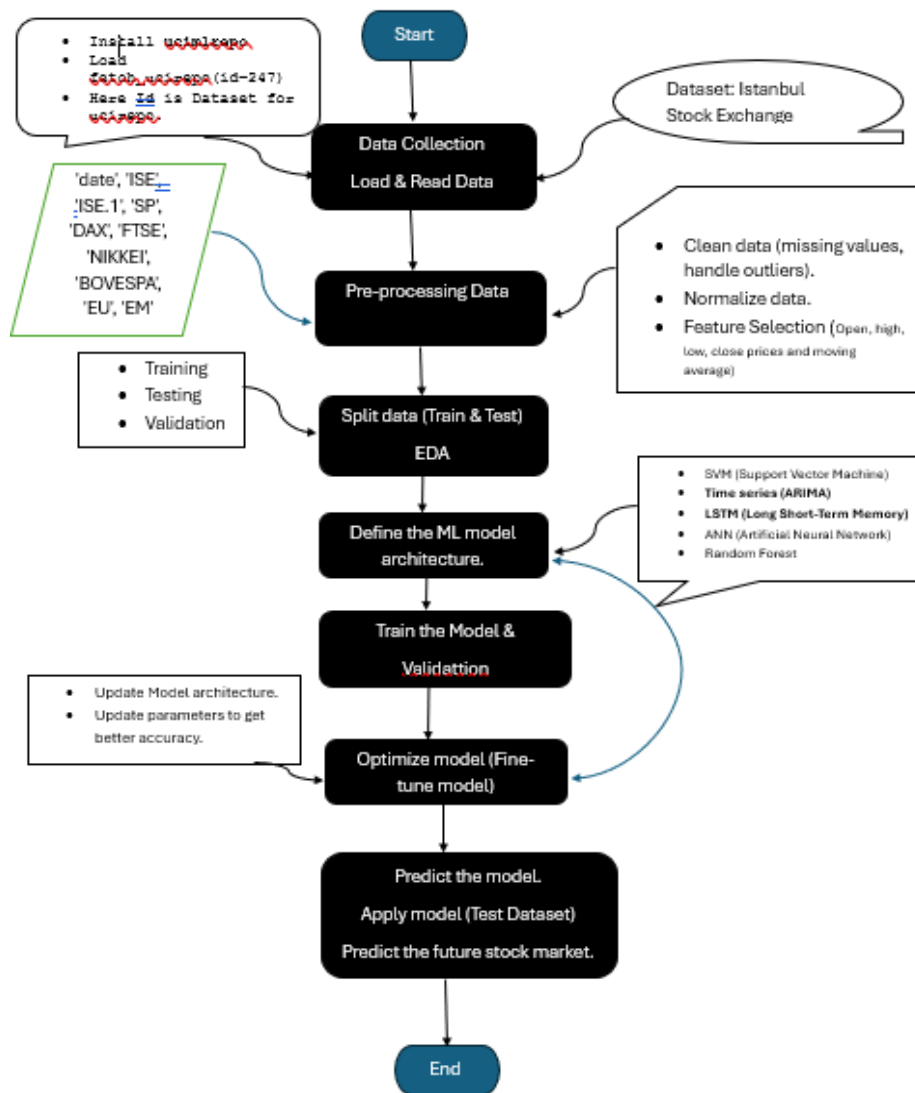 Start
• Install ucimlrepo
• Load
fetch_ucirepo(id=247)
• Here Id is Dataset for
ucirepo.
Dataset: Istanbul
Stock Exchange
Data Collection
Load & Read Data
'date', 'ISE',
'ISE.1', 'SP',
'DAX', 'FTSE',
'NIKKEI',
'BOVESPA',
'EU', 'EM'
• Clean data (missing values,
handle outliers).
• Normalize data.
• Feature Selection (Open, high,
low, close prices and moving
average)
Pre-processing Data
• Training
• Testing
• Validation
Split data (Train & Test)
EDA
• SVM (Support Vector Machine)
• Time series (ARIMA)
• LSTM (Long Short-Term Memory)
• ANN (Artificial Neural Network)
• Random Forest
Define the ML model
architecture.
Train the Model &
Validattion
• Update Model architecture.
• Update parameters to get
better accuracy.
Optimize model (Fine-
tune model)
Predict the model.
Apply model (Test Dataset)
Predict the future stock market.
End